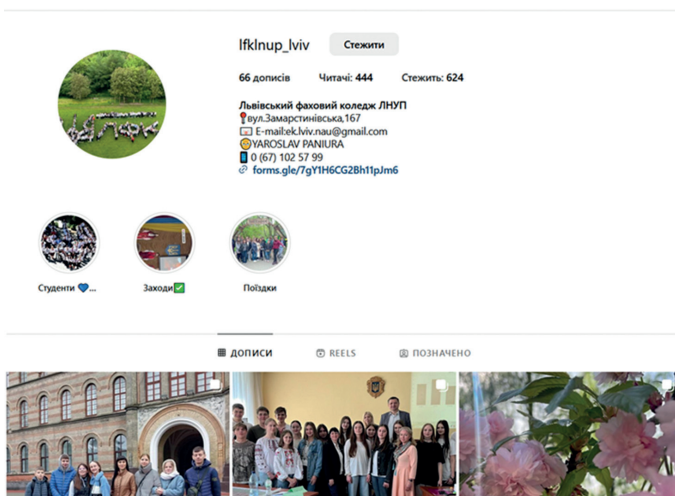 lfklnup_lviv Стежити
66 дописів Читачі: 444 Стежить: 624
Львівський фаховий коледж ЛНУП
вул.Замарстинівська,167
E-mail:ek.lviv.nau@gmail.com
YAROSLAV PANIURA
0 (67) 102 57 99
forms.gle/7gY1H6CG2Bh11pJm6
Студенти 💙... Заходи✅ Поїздки
ДОПИСИ REELS ПОЗНАЧЕНО